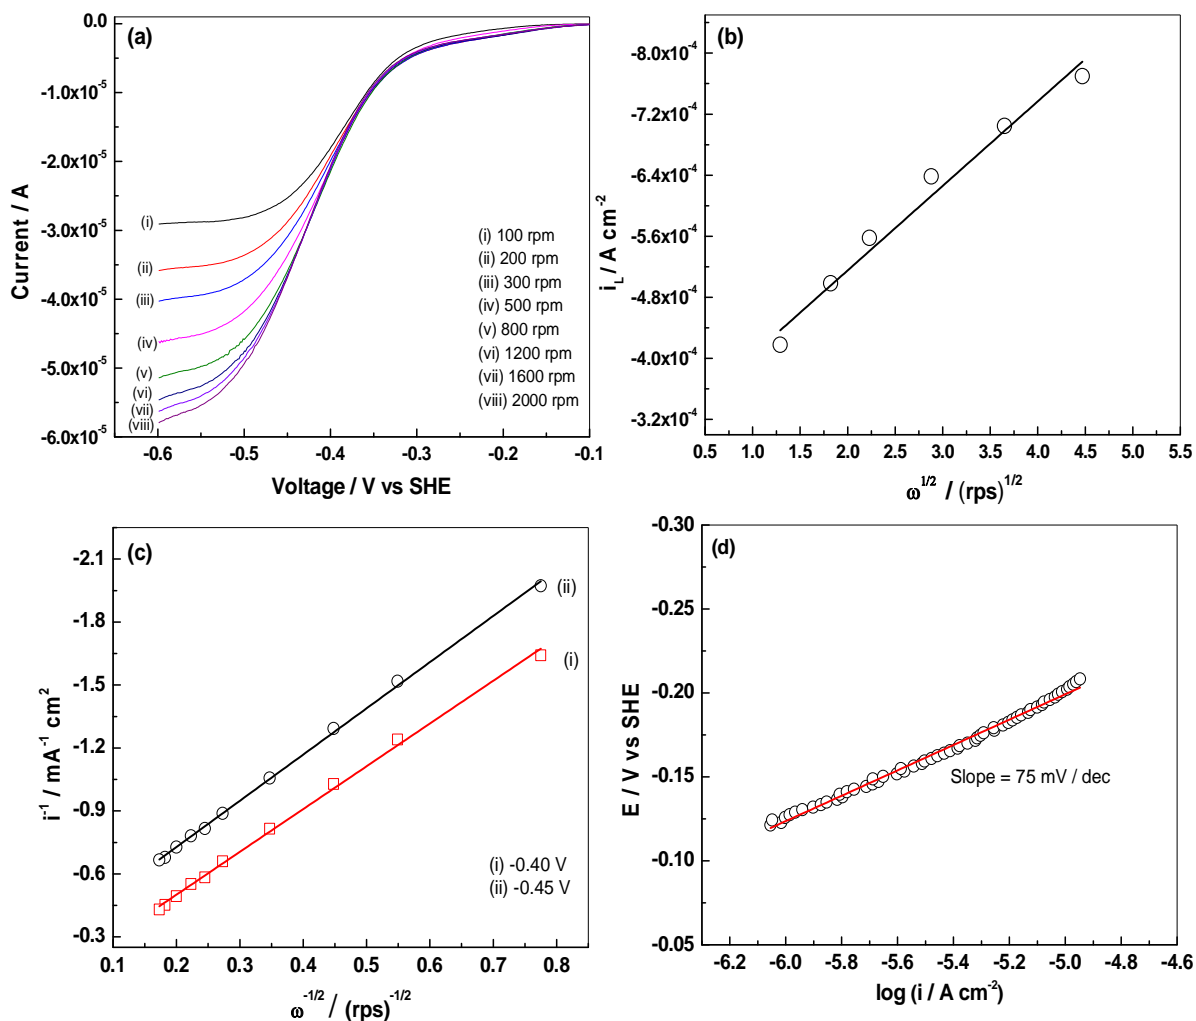 (a)
0.0
-1.0x10⁻⁵
-2.0x10⁻⁵
-3.0x10⁻⁵
-4.0x10⁻⁵
-5.0x10⁻⁵
-6.0x10⁻⁵
Current / A
(i)
(ii)
(iii)
(iv)
(v)
(vi)
(vii)
(viii)
(i) 100 rpm
(ii) 200 rpm
(iii) 300 rpm
(iv) 500 rpm
(v) 800 rpm
(vi) 1200 rpm
(vii) 1600 rpm
(viii) 2000 rpm
-0.6 -0.5 -0.4 -0.3 -0.2 -0.1
Voltage / V vs SHE
(b)
-8.0x10⁻⁴
-7.2x10⁻⁴
-6.4x10⁻⁴
-5.6x10⁻⁴
-4.8x10⁻⁴
-4.0x10⁻⁴
-3.2x10⁻⁴
i_L / A cm⁻²
0.5 1.0 1.5 2.0 2.5 3.0 3.5 4.0 4.5 5.0 5.5
ω^1/2 / (rps)^1/2
(c)
-2.1
-1.8
-1.5
-1.2
-0.9
-0.6
-0.3
i⁻¹ / mA⁻¹ cm²
(ii)
(i)
(i) -0.40 V
(ii) -0.45 V
0.1 0.2 0.3 0.4 0.5 0.6 0.7 0.8
ω^-1/2 / (rps)^-1/2
(d)
-0.30
-0.25
-0.20
-0.15
-0.10
-0.05
E / V vs SHE
Slope = 75 mV / dec
-6.2 -6.0 -5.8 -5.6 -5.4 -5.2 -5.0 -4.8 -4.6
log (i / A cm⁻²)